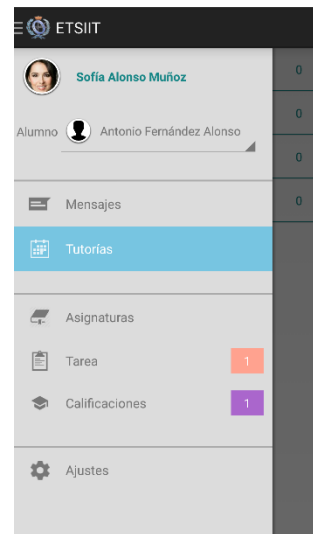 ETSIIT
Sofía Alonso Muñoz
0
0
Alumno Antonio Fernández Alonso
0
Mensajes
0
Tutorías
Asignaturas
Tarea 1
Calificaciones 1
Ajustes